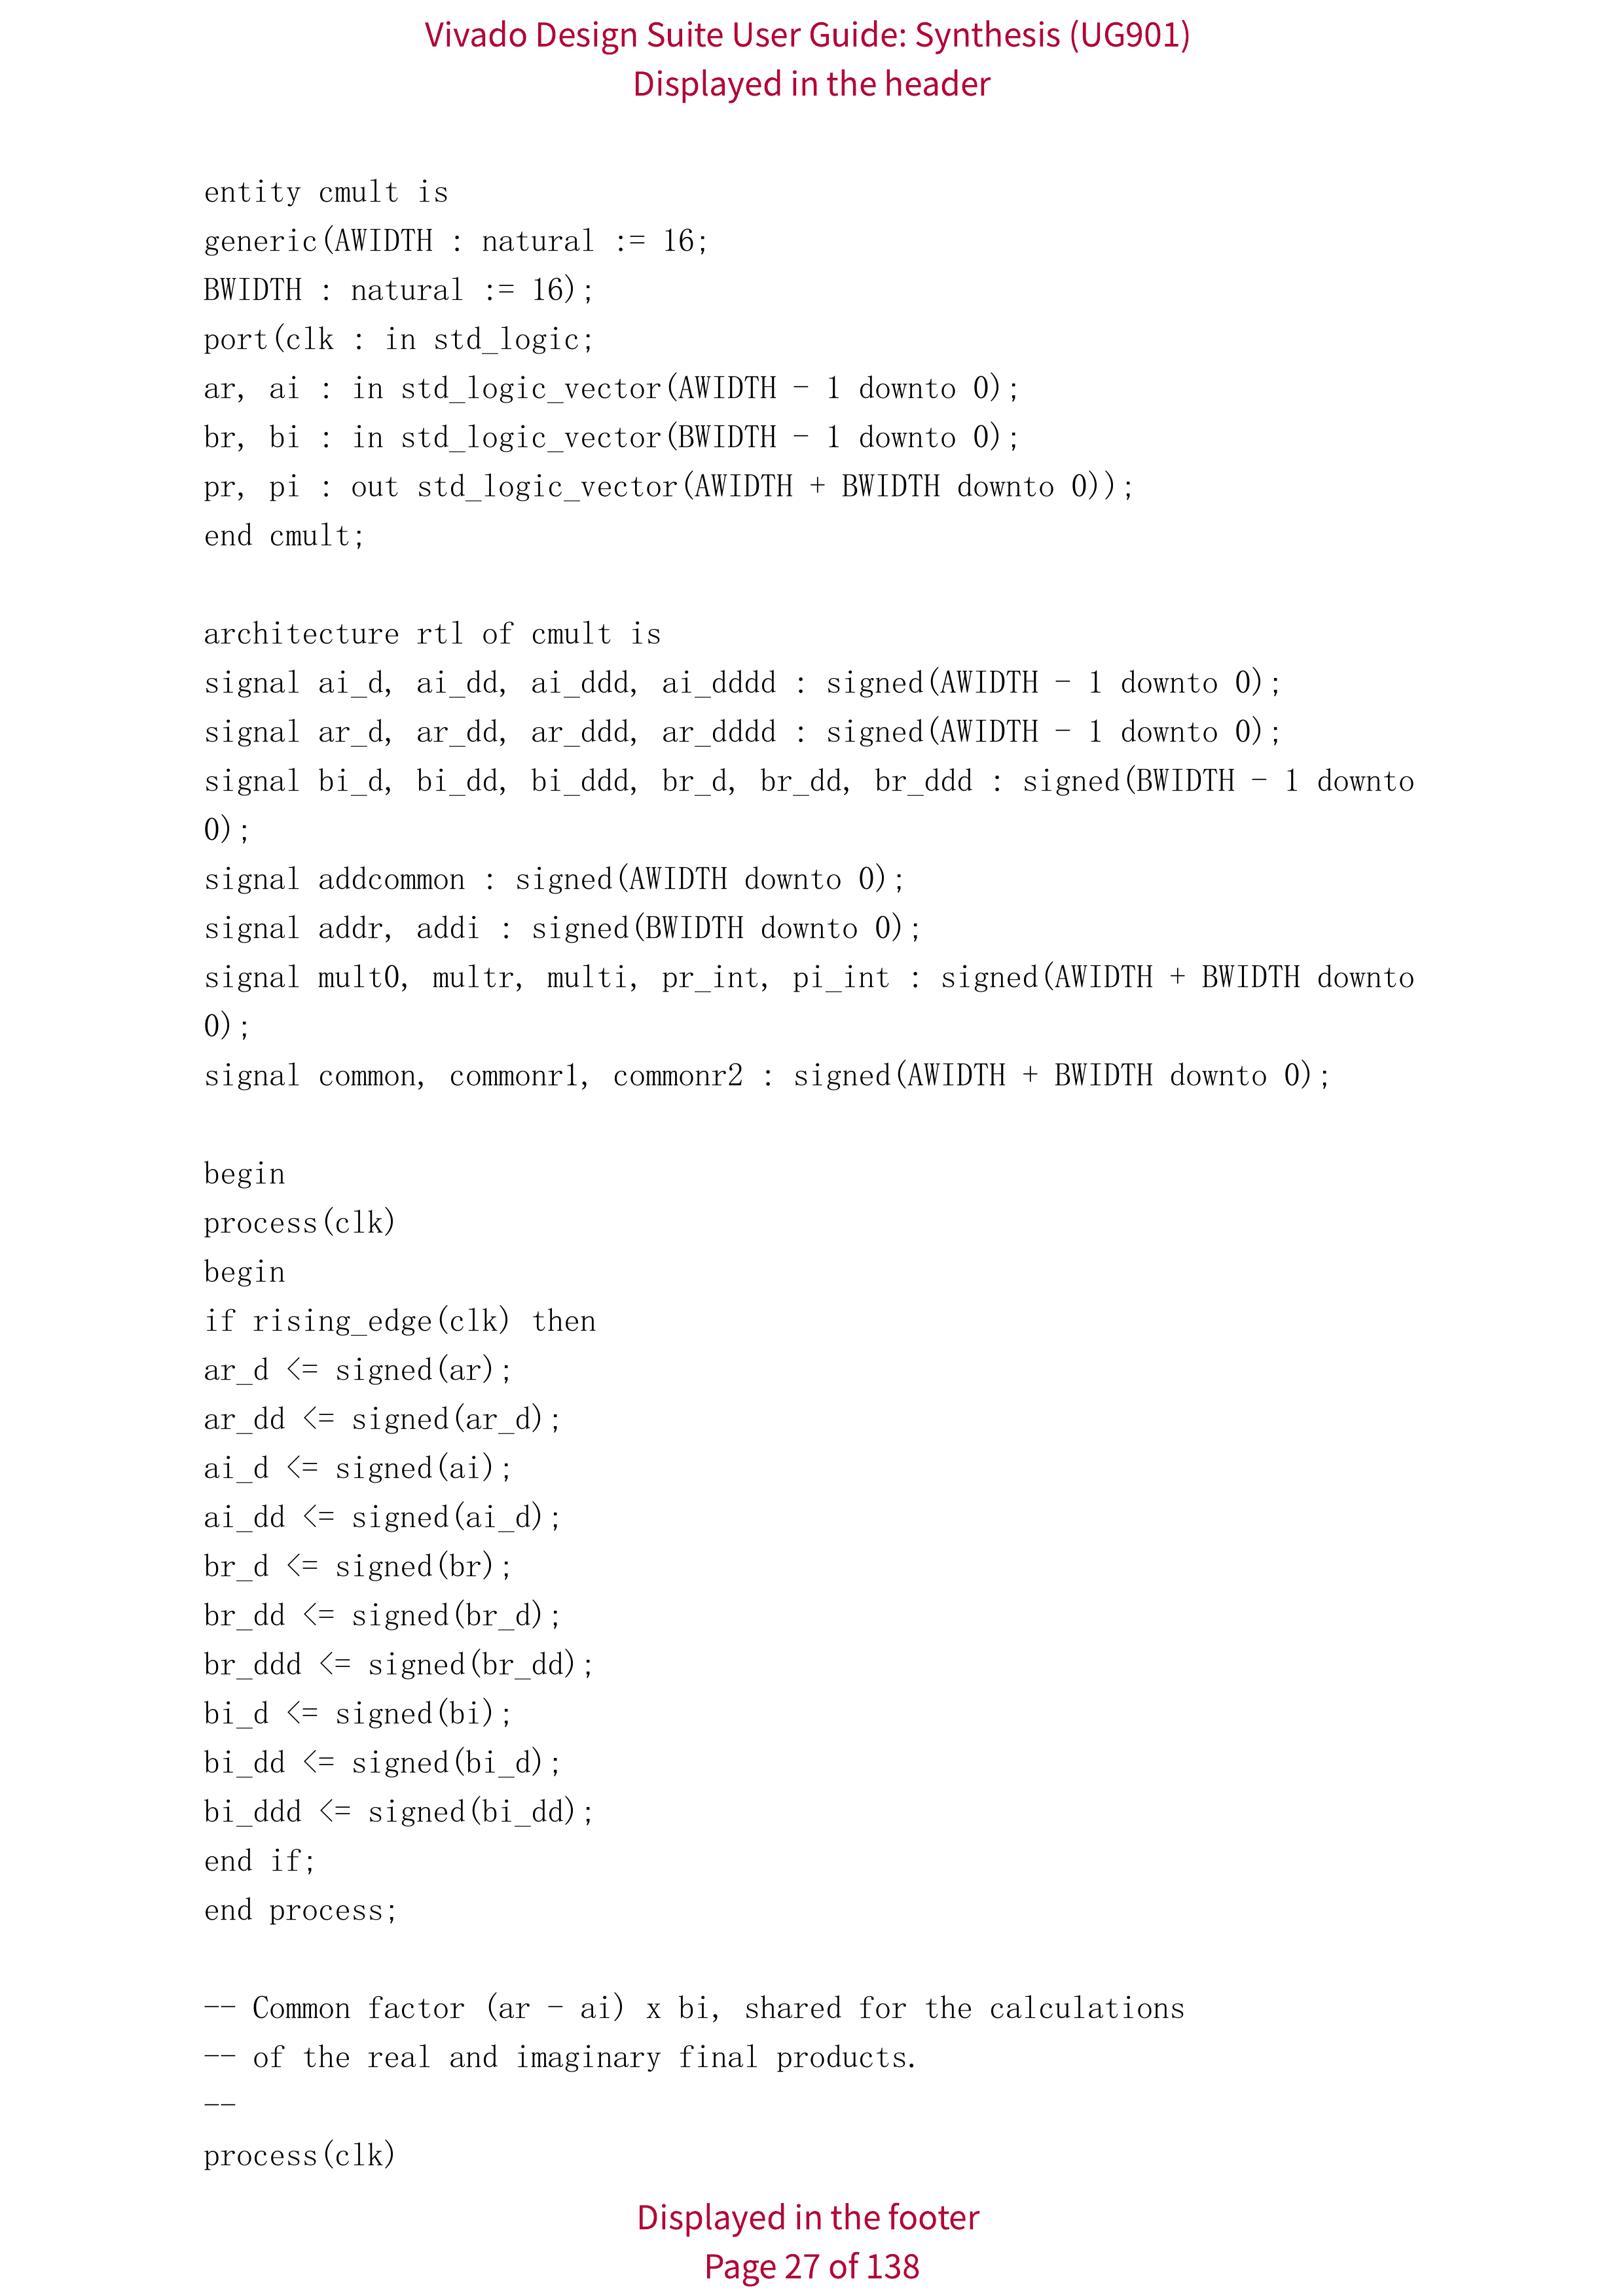 Vivado Design Suite User Guide: Synthesis (UG901)
Displayed in the header
entity cmult is
generic(AWIDTH : natural := 16;
BWIDTH : natural := 16);
port(clk : in std_logic;
ar, ai : in std_logic_vector(AWIDTH - 1 downto 0);
br, bi : in std_logic_vector(BWIDTH - 1 downto 0);
pr, pi : out std_logic_vector(AWIDTH + BWIDTH downto 0));
end cmult;
architecture rtl of cmult is
signal ai_d, ai_dd, ai_ddd, ai_dddd : signed(AWIDTH - 1 downto 0);
signal ar_d, ar_dd, ar_ddd, ar_dddd : signed(AWIDTH - 1 downto 0);
signal bi_d, bi_dd, bi_ddd, br_d, br_dd, br_ddd : signed(BWIDTH - 1 downto
0);
signal addcommon : signed(AWIDTH downto 0);
signal addr, addi : signed(BWIDTH downto 0);
signal mult0, multr, multi, pr_int, pi_int : signed(AWIDTH + BWIDTH downto
0);
signal common, commonr1, commonr2 : signed(AWIDTH + BWIDTH downto 0);
begin
process(clk)
begin
if rising_edge(clk) then
ar_d <= signed(ar);
ar_dd <= signed(ar_d);
ai_d <= signed(ai);
ai_dd <= signed(ai_d);
br_d <= signed(br);
br_dd <= signed(br_d);
br_ddd <= signed(br_dd);
bi_d <= signed(bi);
bi_dd <= signed(bi_d);
bi_ddd <= signed(bi_dd);
end if;
end process;
-- Common factor (ar - ai) x bi, shared for the calculations
-- of the real and imaginary final products.
--
process(clk)
Displayed in the footer
Page 27 of 138